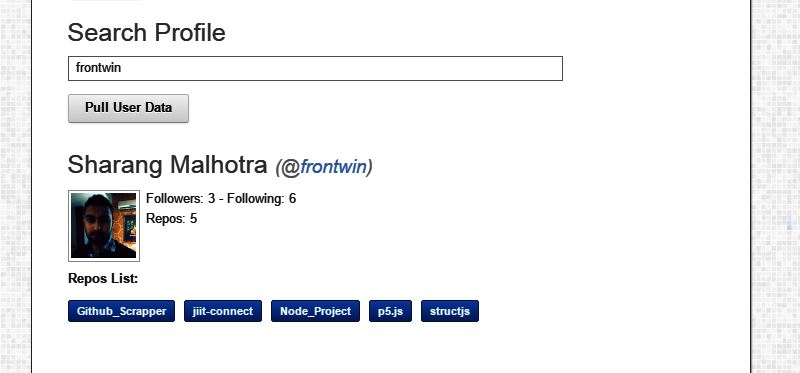 Search Profile
frontwin
Pull User Data
Sharang Malhotra (@frontwin)
Followers: 3 - Following: 6
Repos: 5
Repos List:
Github_Scrapper jiit-connect Node_Project p5.js structjs